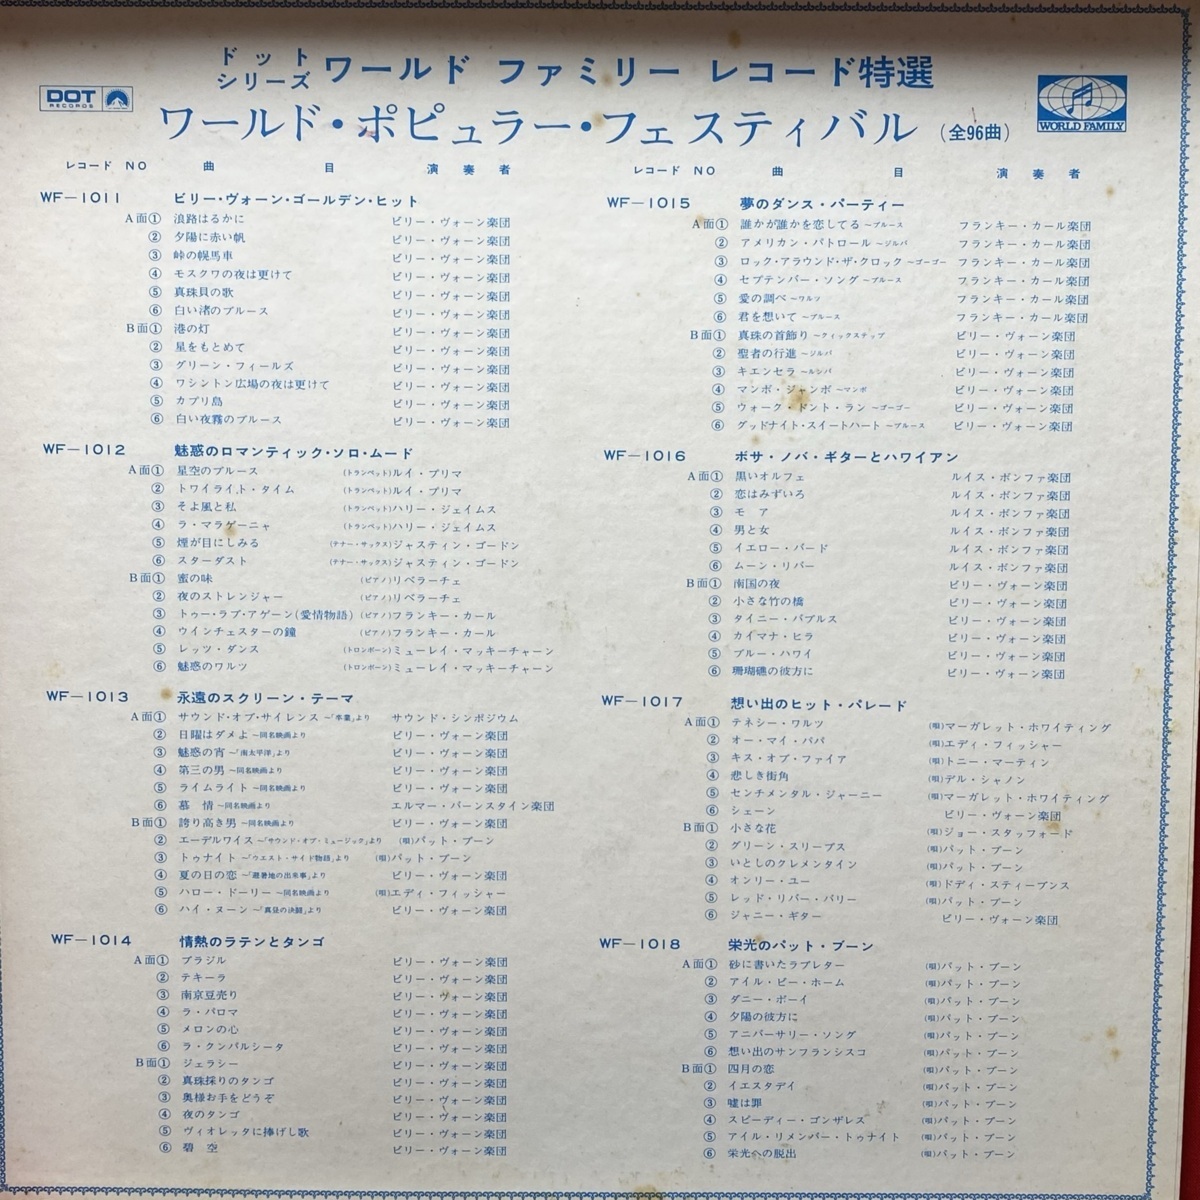 ドット
シリーズ ワールド ファミリー レコード特選
DOT
RECORDS
WORLD FAMILY
ワールド・ポピュラー・フェスティバル (全96曲)
レコード NO 曲目 演奏者
WF-1011 ビリー・ヴォーン・ゴールデン・ヒット
A面① 浪路はるかに ビリー・ヴォーン楽団
② 夕陽に赤い帆 ビリー・ヴォーン楽団
③ 峠の幌馬車 ビリー・ヴォーン楽団
④ モスクワの夜は更けて ビリー・ヴォーン楽団
⑤ 真珠貝の歌 ビリー・ヴォーン楽団
⑥ 白い渚のブルース ビリー・ヴォーン楽団
B面① 港の灯 ビリー・ヴォーン楽団
② 星をもとめて ビリー・ヴォーン楽団
③ グリーン・フィールズ ビリー・ヴォーン楽団
④ ワシントン広場の夜は更けて ビリー・ヴォーン楽団
⑤ カプリ島 ビリー・ヴォーン楽団
⑥ 白い夜霧のブルース ビリー・ヴォーン楽団
WF-1012 魅惑のロマンティック・ソロ・ムード
A面① 星空のブルース (トランペット)ルイ・プリマ
② トワイライト・タイム (トランペット)ルイ・プリマ
③ そよ風と私 (トランペット)ハリー・ジェイムス
④ ラ・マラゲーニャ (トランペット)ハリー・ジェイムス
⑤ 煙が目にしみる (テナー・サックス)ジャスティン・ゴードン
⑥ スターダスト (テナー・サックス)ジャスティン・ゴードン
B面① 蜜の味 (ピアノ)リベラーチェ
② 夜のストレンジャー (ピアノ)リベラーチェ
③ トゥー・ラブ・アゲーン(愛情物語) (ピアノ)フランキー・カール
④ ウインチェスターの鐘 (ピアノ)フランキー・カール
⑤ レッツ・ダンス (トロンボーン)ミューレイ・マッキーチャーン
⑥ 魅惑のワルツ (トロンボーン)ミューレイ・マッキーチャーン
WF-1013 永遠のスクリーン・テーマ
A面① サウンド・オブ・サイレンス ～「卒業」より サウンド・シンポジウム
② 日曜はダメよ ～同名映画より ビリー・ヴォーン楽団
③ 魅惑の宵 ～「南太平洋」より ビリー・ヴォーン楽団
④ 第三の男 ～同名映画より ビリー・ヴォーン楽団
⑤ ライムライト ～同名映画より ビリー・ヴォーン楽団
⑥ 慕情 ～同名映画より エルマー・バーンスタイン楽団
B面① 誇り高き男 ～同名映画より ビリー・ヴォーン楽団
② エーデルワイス ～「サウンド・オブ・ミュージック」より (唄)パット・ブーン
③ トゥナイト ～「ウエスト・サイド物語」より (唄)パット・ブーン
④ 夏の日の恋 ～「避暑地の出来事」より ビリー・ヴォーン楽団
⑤ ハロー・ドーリー ～同名映画より (唄)エディ・フィッシャー
⑥ ハイ・ヌーン ～「真昼の決闘」より ビリー・ヴォーン楽団
WF-1014 情熱のラテンとタンゴ
A面① ブラジル ビリー・ヴォーン楽団
② テキーラ ビリー・ヴォーン楽団
③ 南京豆売り ビリー・ヴォーン楽団
④ ラ・パロマ ビリー・ヴォーン楽団
⑤ メロンの心 ビリー・ヴォーン楽団
⑥ ラ・クンパルシータ ビリー・ヴォーン楽団
B面① ジェラシー ビリー・ヴォーン楽団
② 真珠採りのタンゴ ビリー・ヴォーン楽団
③ 奥様お手をどうぞ ビリー・ヴォーン楽団
④ 夜のタンゴ ビリー・ヴォーン楽団
⑤ ヴィオレッタに捧げし歌 ビリー・ヴォーン楽団
⑥ 碧空 ビリー・ヴォーン楽団
レコード NO 曲目 演奏者
WF-1015 夢のダンス・パーティー
A面① 誰かが誰かを恋してる ～ブルース フランキー・カール楽団
② アメリカン・パトロール ～ジルバ フランキー・カール楽団
③ ロック・アラウンド・ザ・クロック ～ゴーゴー フランキー・カール楽団
④ セプテンバー・ソング ～ブルース フランキー・カール楽団
⑤ 愛の調べ ～ワルツ フランキー・カール楽団
⑥ 君を想いて ～ブルース フランキー・カール楽団
B面① 真珠の首飾り ～クィックステップ ビリー・ヴォーン楽団
② 聖者の行進 ～ジルバ ビリー・ヴォーン楽団
③ キエンセラ ～ルンバ ビリー・ヴォーン楽団
④ マンボ・ジャンボ ～マンボ ビリー・ヴォーン楽団
⑤ ウォーク・ドント・ラン ～ゴーゴー ビリー・ヴォーン楽団
⑥ グッドナイト・スイートハート ～ブルース ビリー・ヴォーン楽団
WF-1016 ボサ・ノバ・ギターとハワイアン
A面① 黒いオルフェ ルイス・ボンファ楽団
② 恋はみずいろ ルイス・ボンファ楽団
③ モア ルイス・ボンファ楽団
④ 男と女 ルイス・ボンファ楽団
⑤ イエロー・バード ルイス・ボンファ楽団
⑥ ムーン・リバー ルイス・ボンファ楽団
B面① 南国の夜 ビリー・ヴォーン楽団
② 小さな竹の橋 ビリー・ヴォーン楽団
③ タイニー・バブルス ビリー・ヴォーン楽団
④ カイマナ・ヒラ ビリー・ヴォーン楽団
⑤ ブルー・ハワイ ビリー・ヴォーン楽団
⑥ 珊瑚礁の彼方に ビリー・ヴォーン楽団
WF-1017 想い出のヒット・パレード
A面① テネシー・ワルツ (唄)マーガレット・ホワイティング
② オー・マイ・パパ (唄)エディ・フィッシャー
③ キス・オブ・ファイア (唄)トニー・マーティン
④ 悲しき街角 (唄)デル・シャノン
⑤ センチメンタル・ジャーニー (唄)マーガレット・ホワイティング
⑥ シェーン ビリー・ヴォーン楽団
B面① 小さな花 (唄)ジョー・スタッフォード
② グリーン・スリーブス (唄)パット・ブーン
③ いとしのクレメンタイン (唄)パット・ブーン
④ オンリー・ユー (唄)ドディ・スティーブンス
⑤ レッド・リバー・バリー (唄)パット・ブーン
⑥ ジャニー・ギター ビリー・ヴォーン楽団
WF-1018 栄光のパット・ブーン
A面① 砂に書いたラブレター (唄)パット・ブーン
② アイル・ビー・ホーム (唄)パット・ブーン
③ ダニー・ボーイ (唄)パット・ブーン
④ 夕陽の彼方に (唄)パット・ブーン
⑤ アニバーサリー・ソング (唄)パット・ブーン
⑥ 想い出のサンフランシスコ (唄)パット・ブーン
B面① 四月の恋 (唄)パット・ブーン
② イエスタデイ (唄)パット・ブーン
③ 嘘は罪 (唄)パット・ブーン
④ スピーディー・ゴンザレス (唄)パット・ブーン
⑤ アイル・リメンバー・トゥナイト (唄)パット・ブーン
⑥ 栄光への脱出 (唄)パット・ブーン